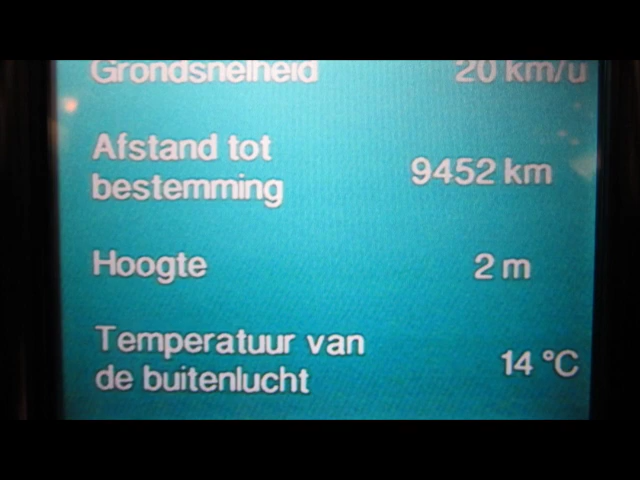 Grondsnelheid 20 km/u
Afstand tot
bestemming 9452 km
Hoogte 2 m
Temperatuur van
de buitenlucht 14 °C